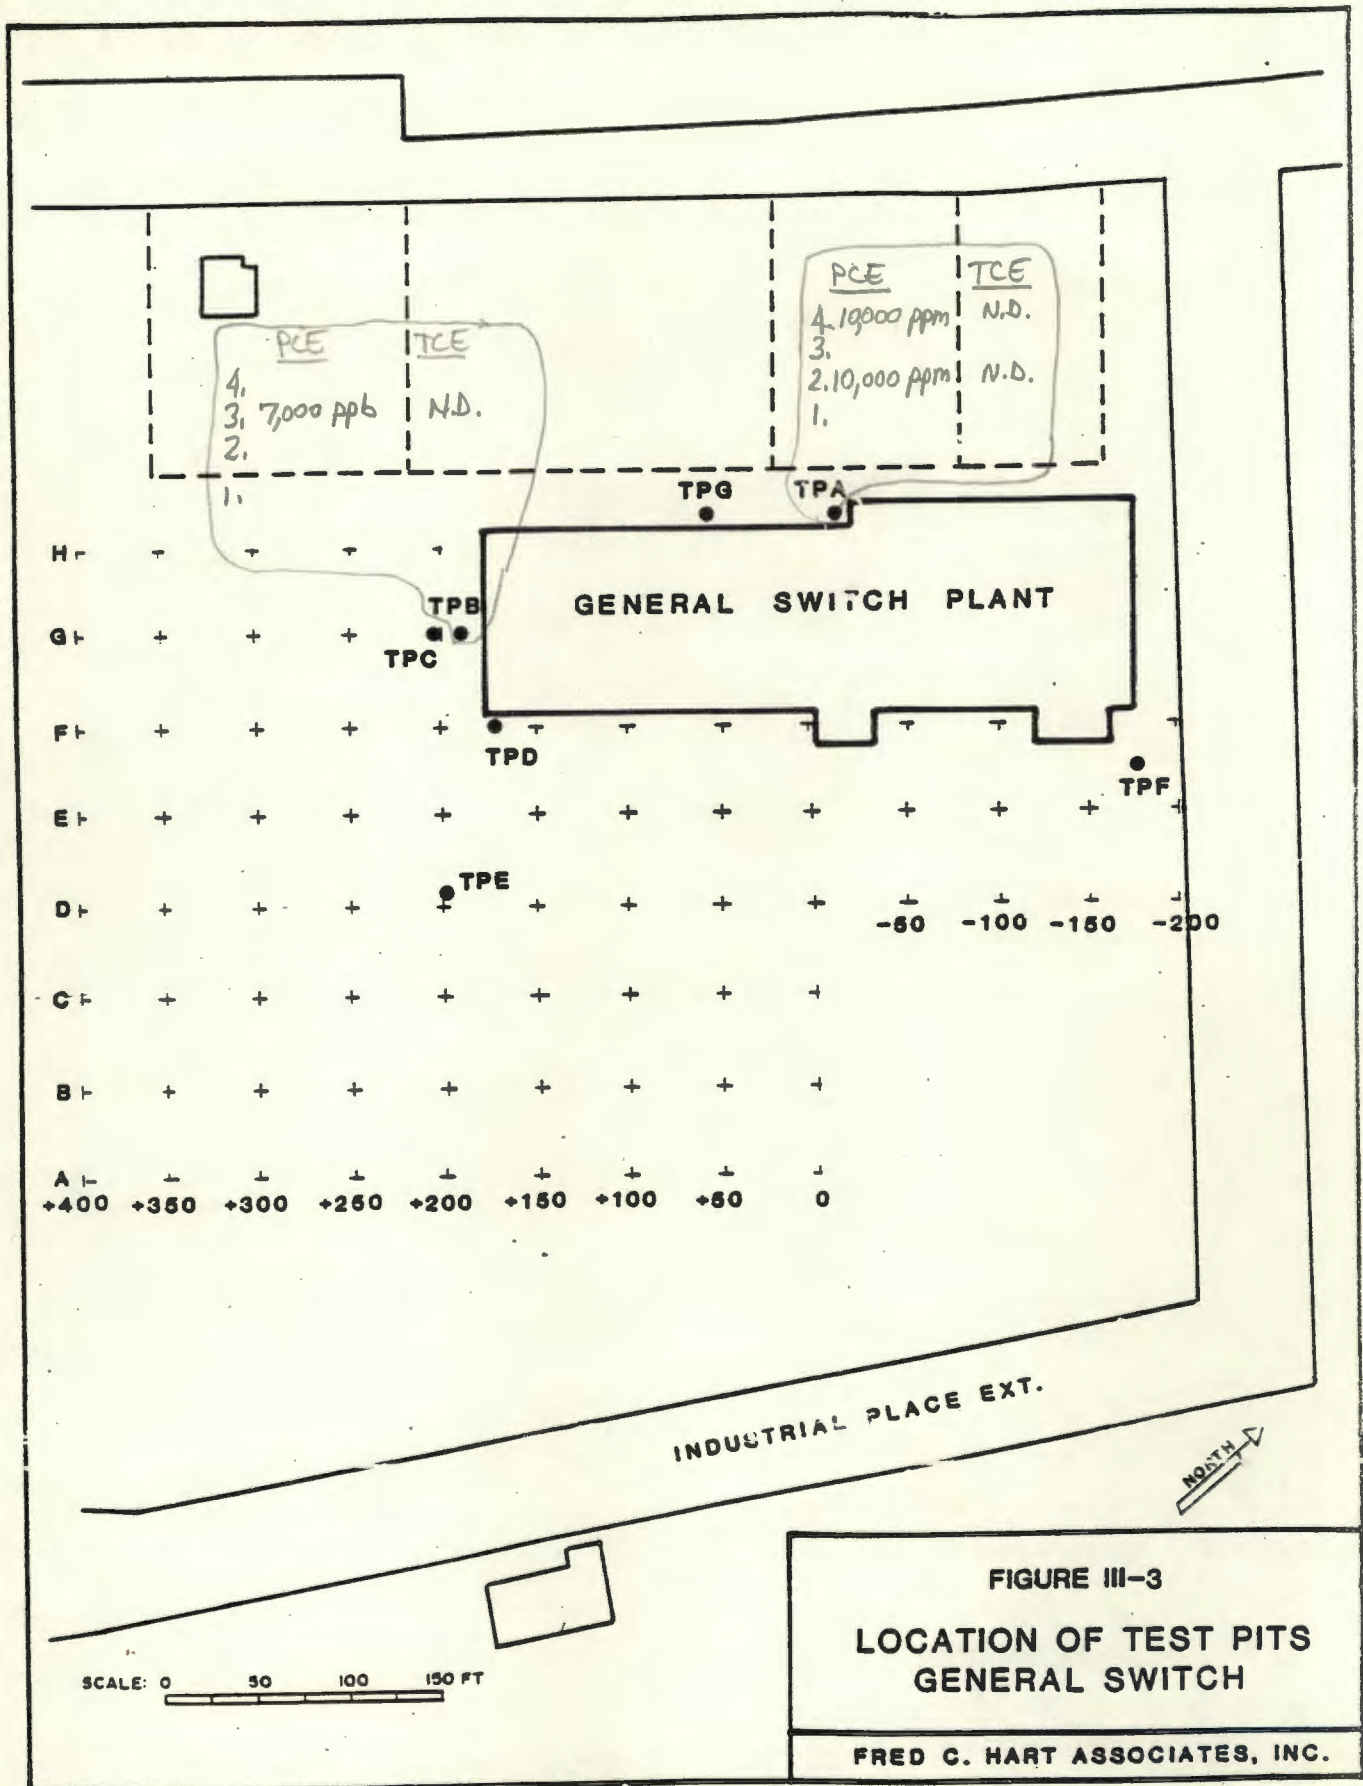 PCE TCE
4. 10,000 ppm N.D.
3.
2. 10,000 ppm N.D.
1.
PCE TCE
4.
3. 7,000 ppb N.D.
2.
1.
TPG TPA
H
TPB
GENERAL SWITCH PLANT
G
TPC
F
TPD
TPF
E
TPE
D
-50 -100 -150 -200
C
B
A
+400 +350 +300 +250 +200 +150 +100 +50 0
INDUSTRIAL PLACE EXT.
NORTH
SCALE: 0 50 100 150 FT
FIGURE III-3
LOCATION OF TEST PITS
GENERAL SWITCH
FRED C. HART ASSOCIATES, INC.